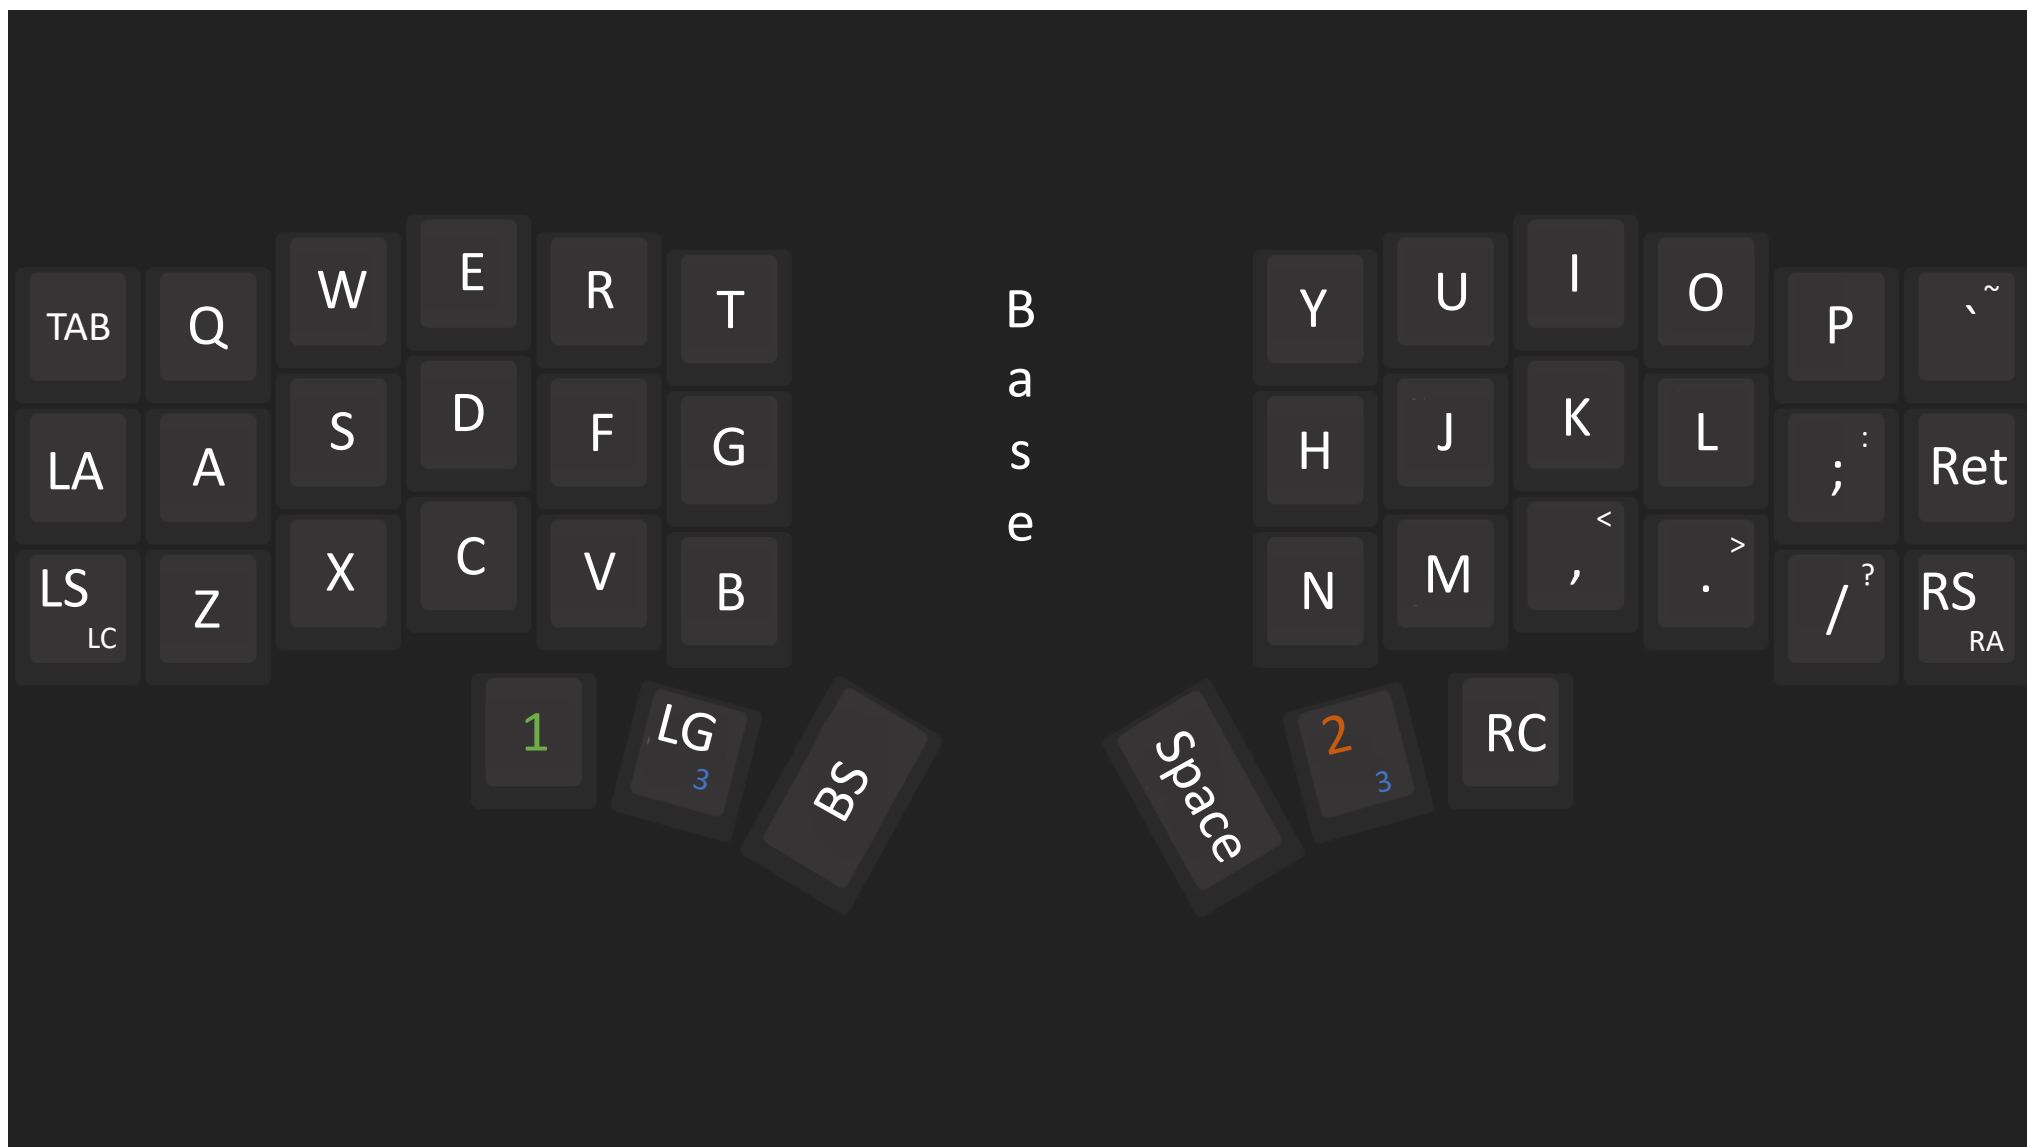 TAB Q W E R T Y U I O P ` ~
LA A S D F G H J K L ; : Ret
LS LC Z X C V B N M , < . > / ? RS RA
1 LG 3 BS Space 2 3 RC
B
a
s
e